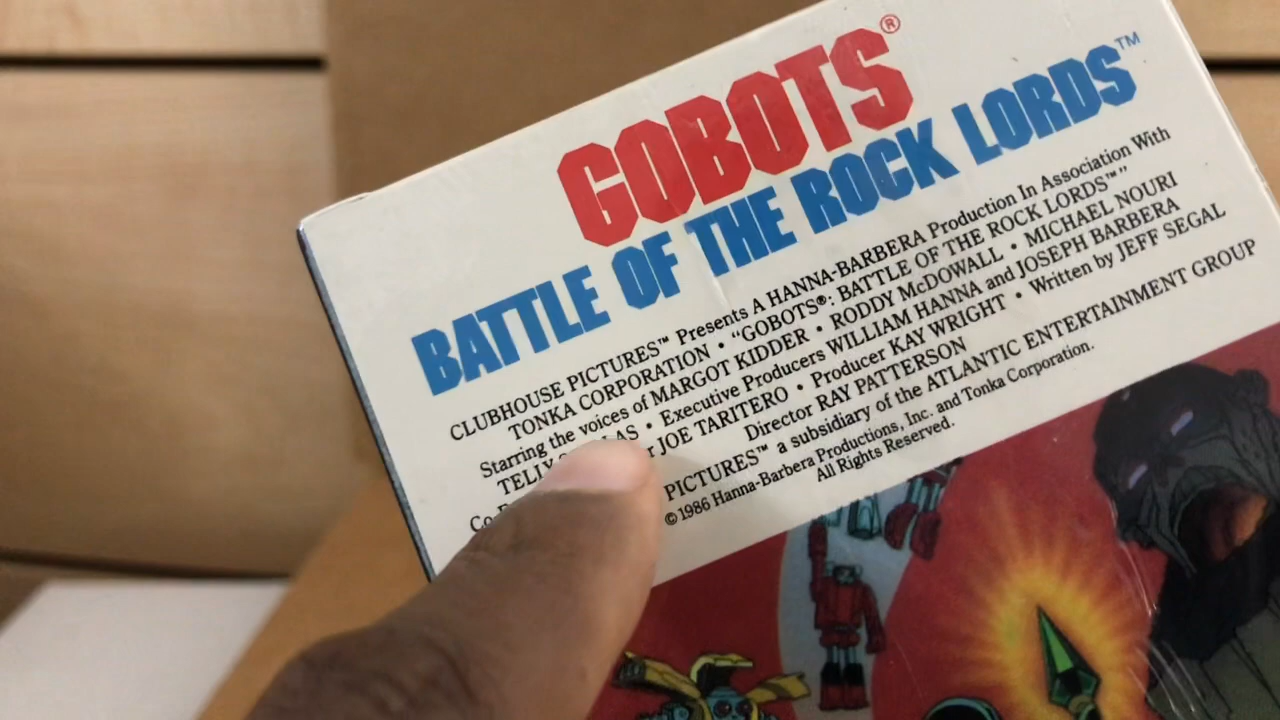 GOBOTS®
BATTLE OF THE ROCK LORDS™
CLUBHOUSE PICTURES™ Presents A HANNA-BARBERA Production In Association With
TONKA CORPORATION • “GOBOTS®: BATTLE OF THE ROCK LORDS™”
Starring the voices of MARGOT KIDDER • RODDY McDOWALL • MICHAEL NOURI
TELLY • Executive Producers WILLIAM HANNA and JOSEPH BARBERA
JOE TARITERO • Producer KAY WRIGHT • Written by JEFF SEGAL
Director RAY PATTERSON
PICTURES™ a subsidiary of the ATLANTIC ENTERTAINMENT GROUP
©1986 Hanna-Barbera Productions, Inc. and Tonka Corporation.
All Rights Reserved.